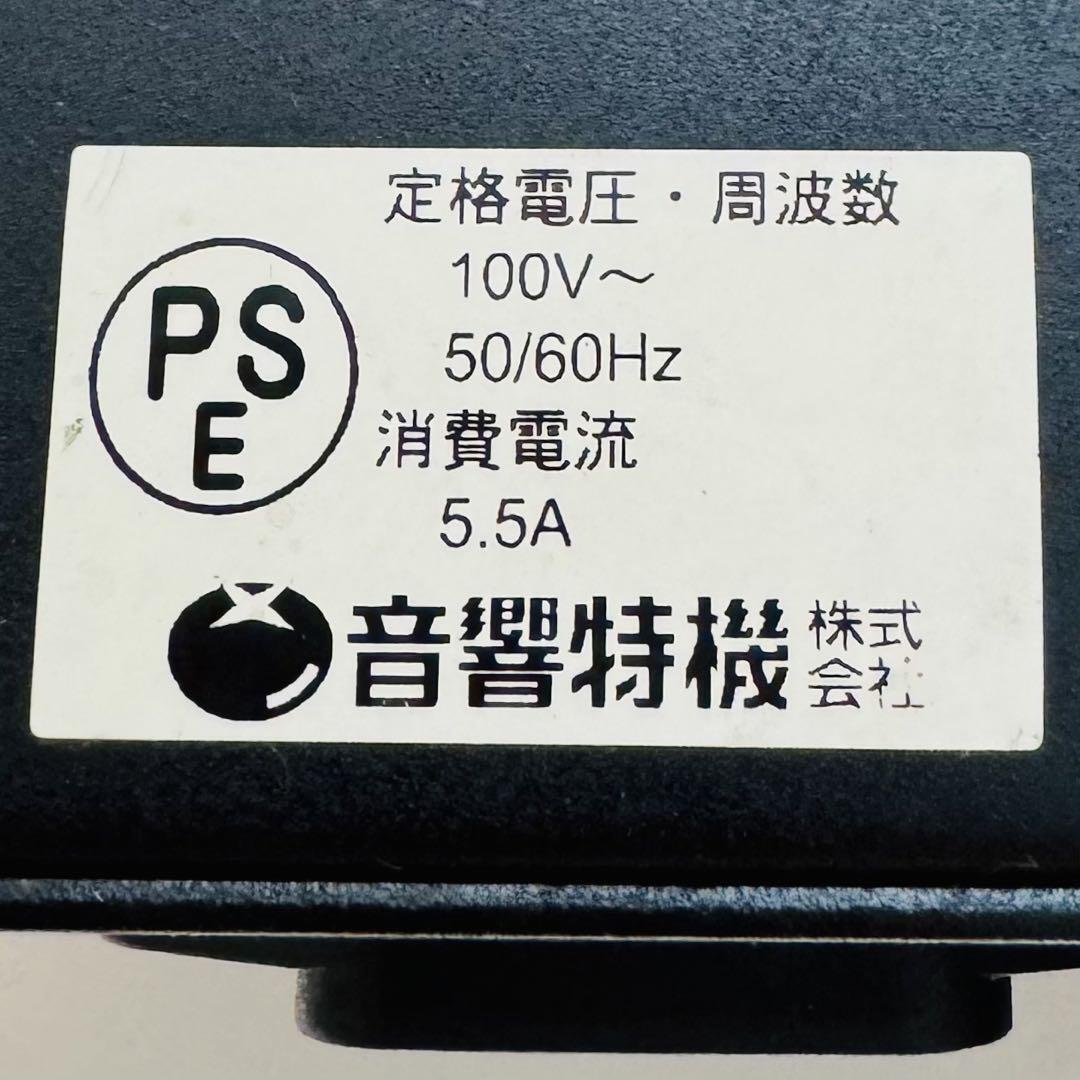 定格電圧・周波数
100V～
50/60Hz
PS
E
消費電流
5.5A
音響特機 株式
会社